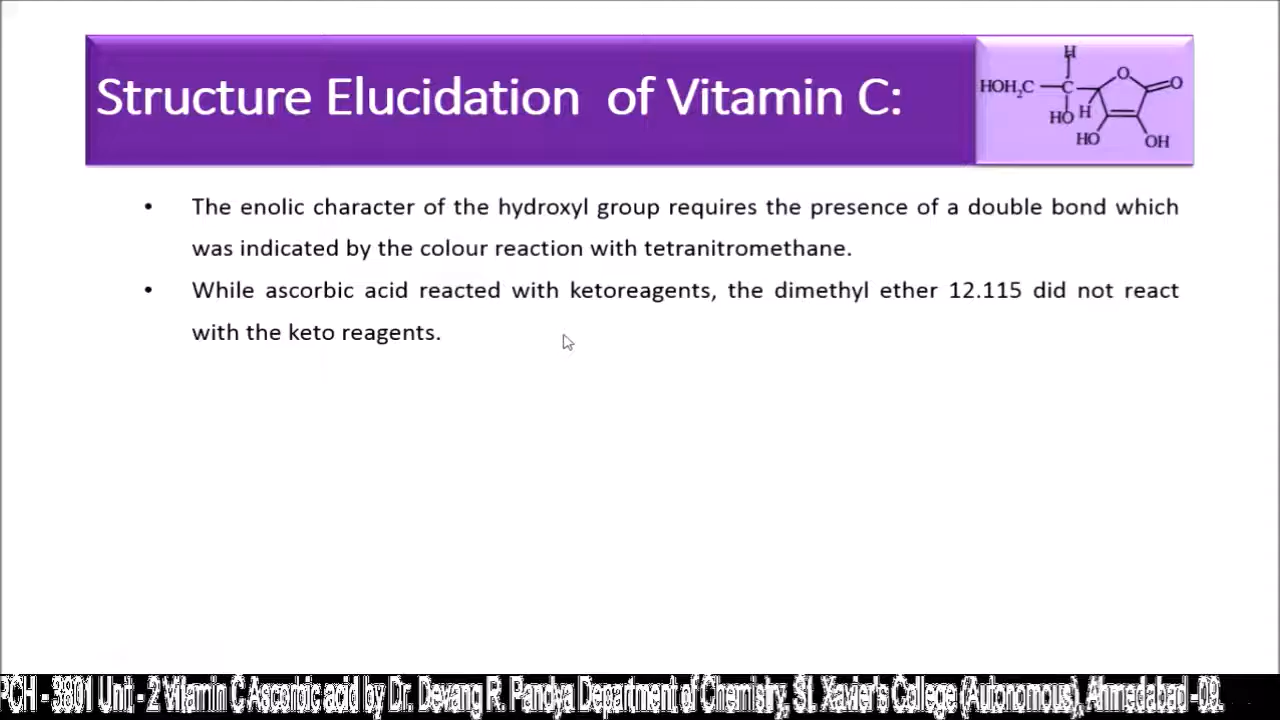 Structure Elucidation of Vitamin C:
H
O
HOH₂C
C
O
HO
H
HO
OH
• The enolic character of the hydroxyl group requires the presence of a double bond which
was indicated by the colour reaction with tetranitromethane.
• While ascorbic acid reacted with ketoreagents, the dimethyl ether 12.115 did not react
with the keto reagents.
PCH - 3801 Unit - 2 Vitamin C Ascorbic acid by Dr. Devang R. Pandya Department of Chemistry, St. Xavier's College (Autonomous), Ahmedabad -09.